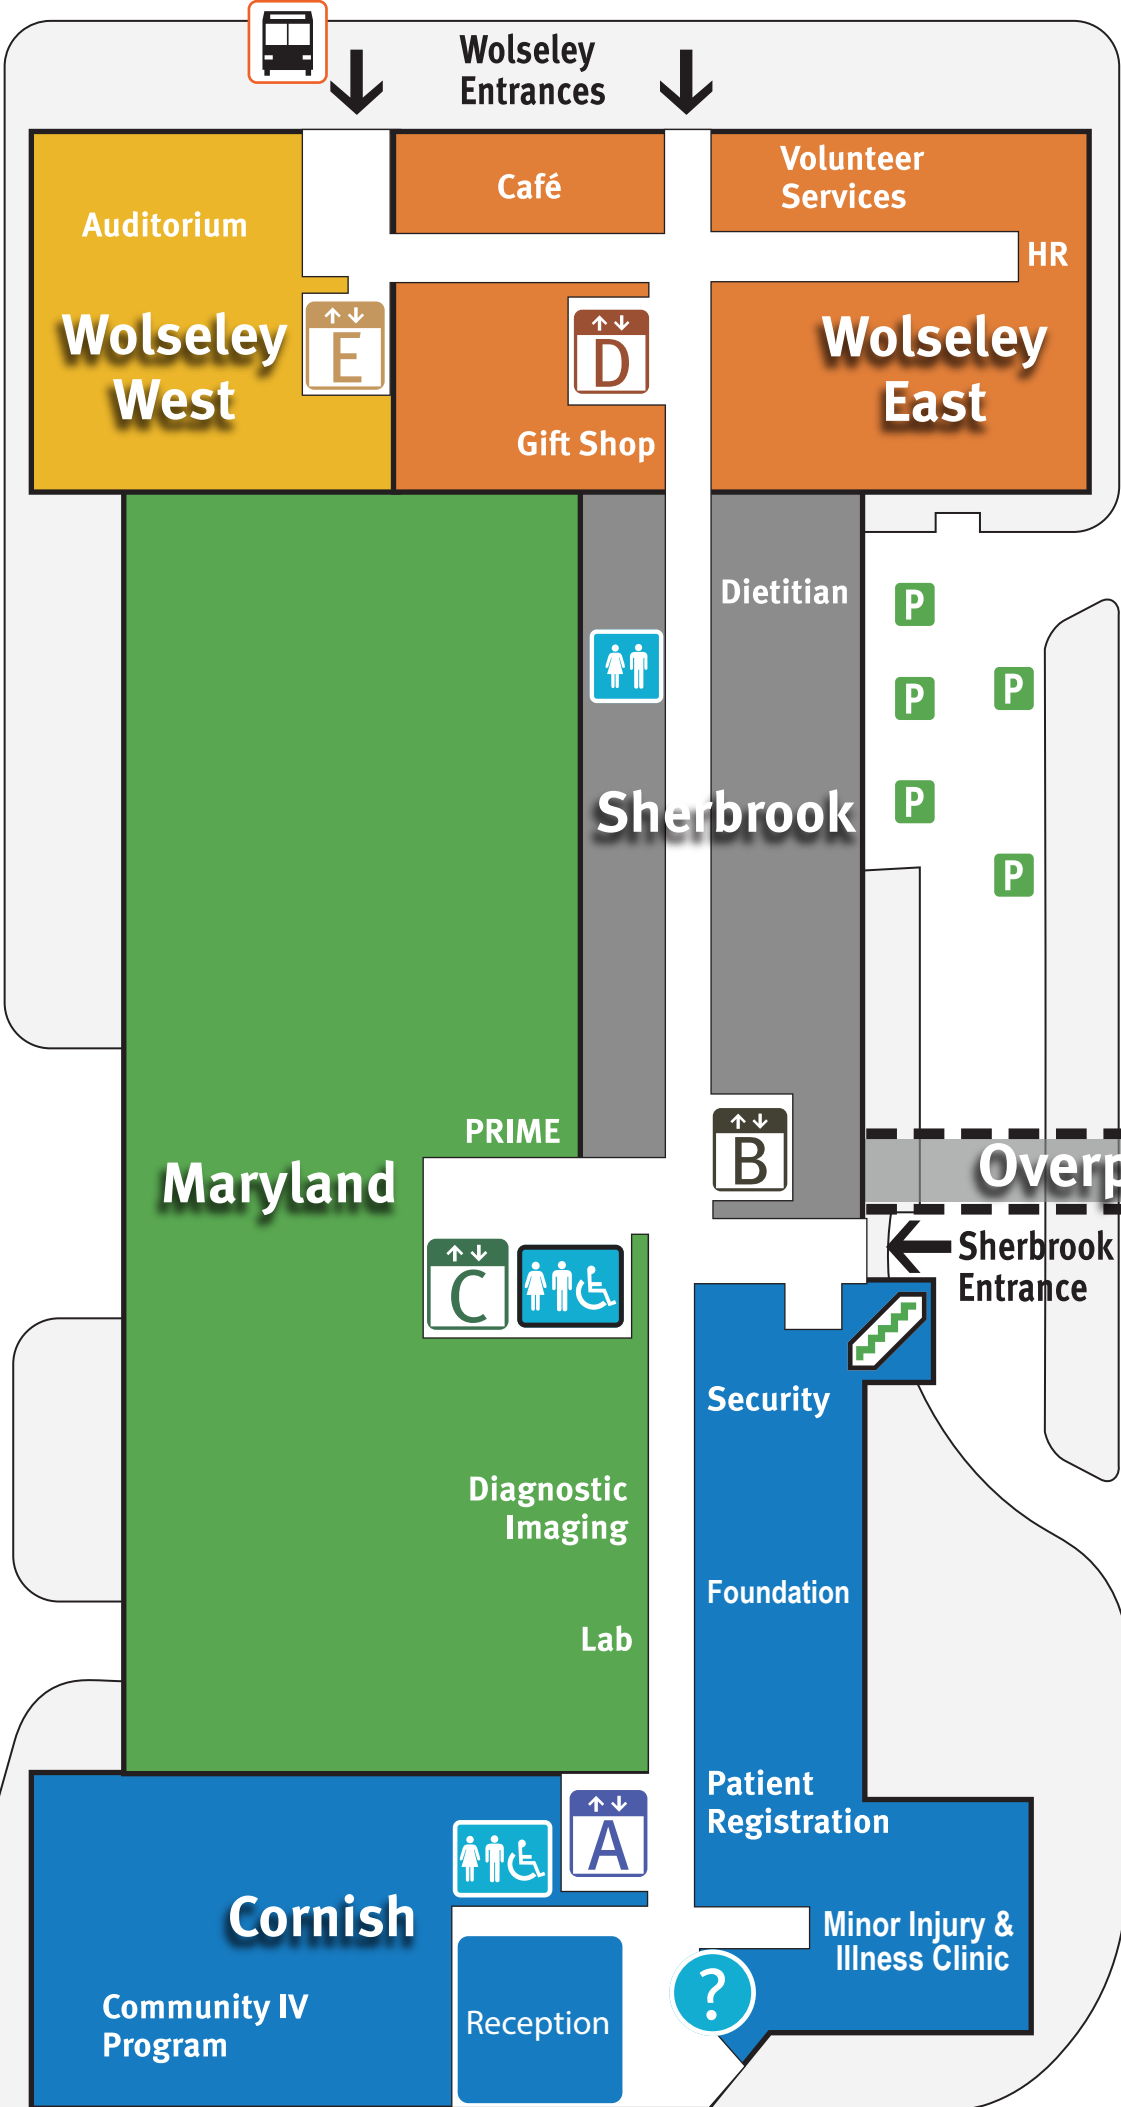 Wolseley
Entrances
Café
Volunteer
Services
Auditorium
HR
Wolseley
West
E
D
Wolseley
East
Gift Shop
Dietitian
P
P
P
Sherbrook
P
P
PRIME
B
Maryland
Overp
C
Sherbrook
Entrance
Security
Diagnostic
Imaging
Foundation
Lab
Patient
Registration
A
Cornish
Minor Injury &
Illness Clinic
?
Community IV
Program
Reception